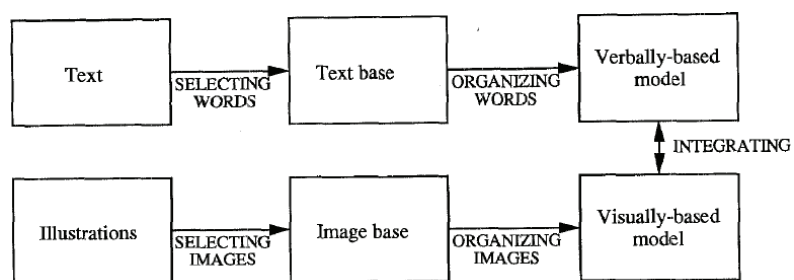 Text
SELECTING
WORDS
Text base
ORGANIZING
WORDS
Verbally-based
model
INTEGRATING
Illustrations
SELECTING
IMAGES
Image base
ORGANIZING
IMAGES
Visually-based
model